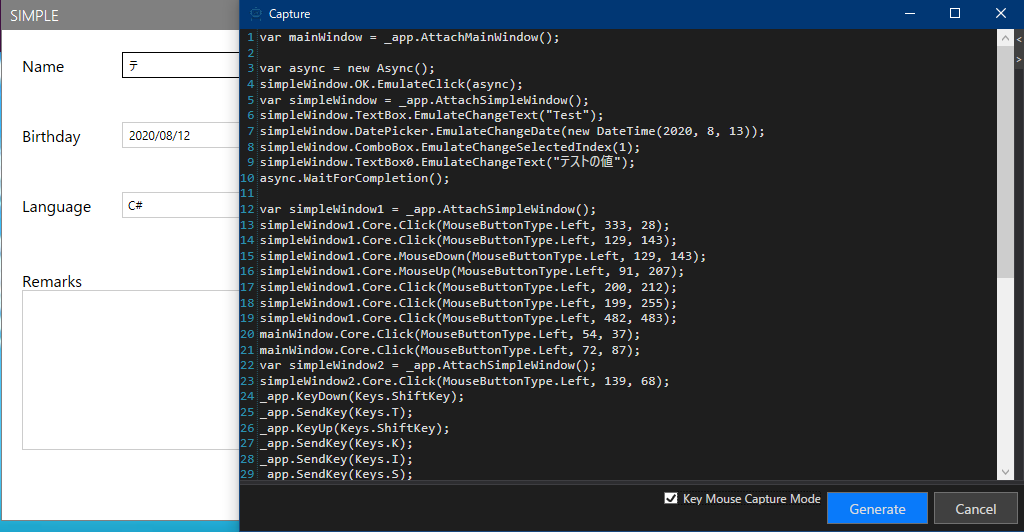 SIMPLE
Name
テ
Birthday
2020/08/12
Language
C#
Remarks
Capture
1 var mainWindow = _app.AttachMainWindow();
2
3 var async = new Async();
4 simpleWindow.OK.EmulateClick(async);
5 var simpleWindow = _app.AttachSimpleWindow();
6 simpleWindow.TextBox.EmulateChangeText("Test");
7 simpleWindow.DatePicker.EmulateChangeDate(new DateTime(2020, 8, 13));
8 simpleWindow.ComboBox.EmulateChangeSelectedIndex(1);
9 simpleWindow.TextBox0.EmulateChangeText("テストの値");
10 async.WaitForCompletion();
11
12 var simpleWindow1 = _app.AttachSimpleWindow();
13 simpleWindow1.Core.Click(MouseButtonType.Left, 333, 28);
14 simpleWindow1.Core.Click(MouseButtonType.Left, 129, 143);
15 simpleWindow1.Core.MouseDown(MouseButtonType.Left, 129, 143);
16 simpleWindow1.Core.MouseUp(MouseButtonType.Left, 91, 207);
17 simpleWindow1.Core.Click(MouseButtonType.Left, 200, 212);
18 simpleWindow1.Core.Click(MouseButtonType.Left, 199, 255);
19 simpleWindow1.Core.Click(MouseButtonType.Left, 482, 483);
20 mainWindow.Core.Click(MouseButtonType.Left, 54, 37);
21 mainWindow.Core.Click(MouseButtonType.Left, 72, 87);
22 var simpleWindow2 = _app.AttachSimpleWindow();
23 simpleWindow2.Core.Click(MouseButtonType.Left, 139, 68);
24 _app.KeyDown(Keys.ShiftKey);
25 _app.SendKey(Keys.T);
26 _app.KeyUp(Keys.ShiftKey);
27 _app.SendKey(Keys.K);
28 _app.SendKey(Keys.I);
29 _app.SendKey(Keys.S);
Key Mouse Capture Mode
Generate
Cancel